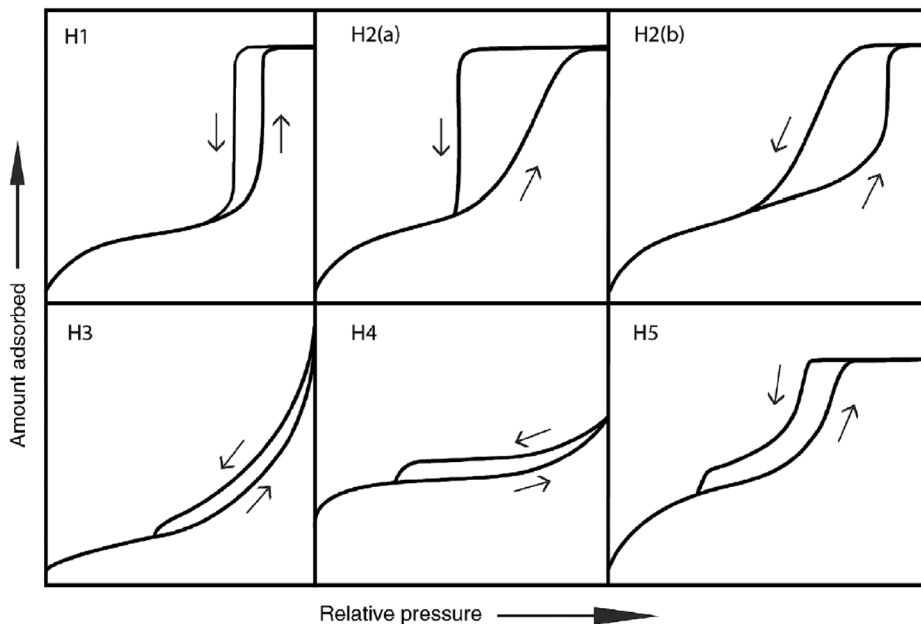 H1
H2(a)
H2(b)
H3
H4
H5
Amount adsorbed
Relative pressure